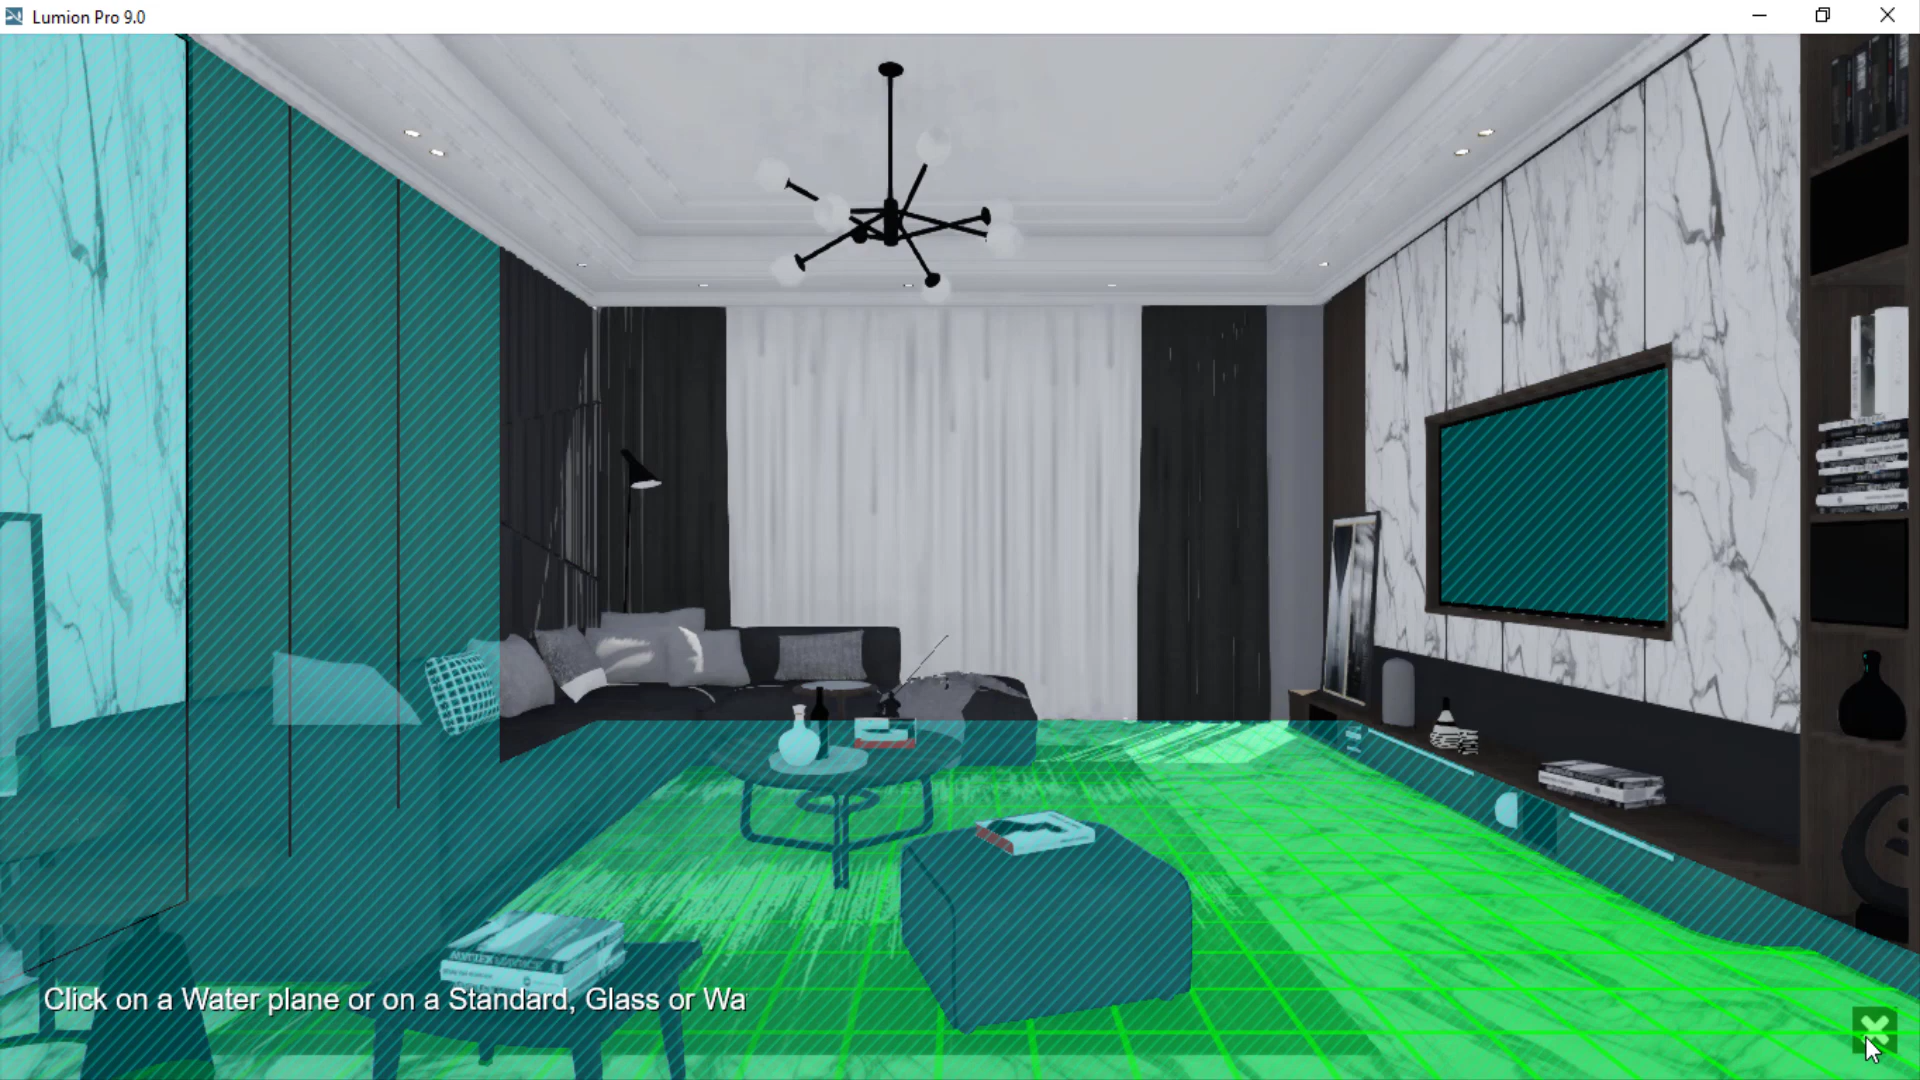 Lumion Pro 9.0
Click on a Water plane or on a Standard, Glass or Wa